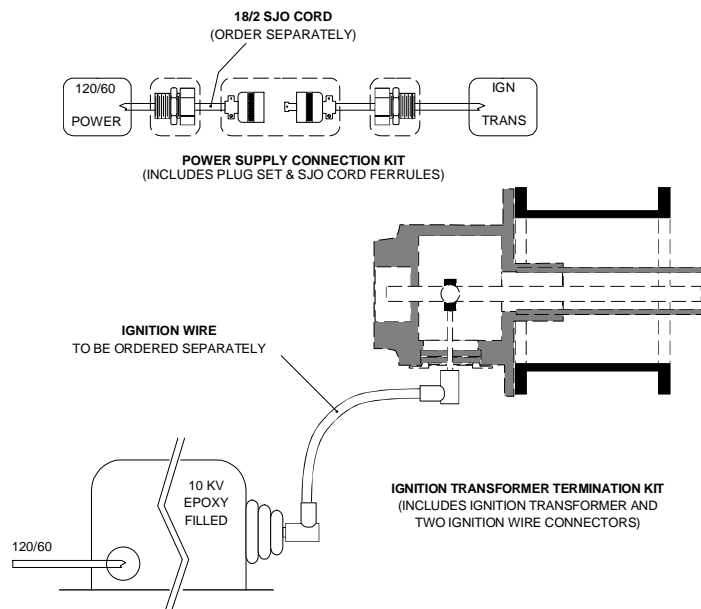 18/2 SJO CORD
(ORDER SEPARATELY)
120/60
POWER
IGN
TRANS
POWER SUPPLY CONNECTION KIT
(INCLUDES PLUG SET & SJO CORD FERRULES)
IGNITION WIRE
TO BE ORDERED SEPARATELY
10 KV
EPOXY
FILLED
120/60
IGNITION TRANSFORMER TERMINATION KIT
(INCLUDES IGNITION TRANSFORMER AND
TWO IGNITION WIRE CONNECTORS)